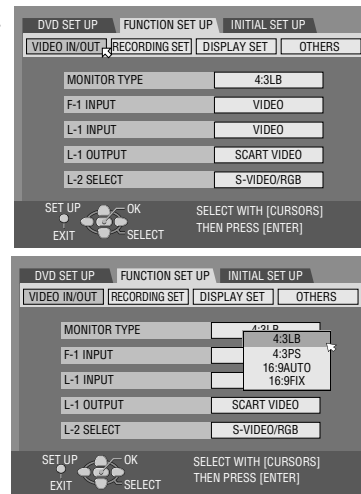 DVD SET UP FUNCTION SET UP INITIAL SET UP
VIDEO IN/OUT RECORDING SET DISPLAY SET OTHERS
MONITOR TYPE 4:3LB
F-1 INPUT VIDEO
L-1 INPUT VIDEO
L-1 OUTPUT SCART VIDEO
L-2 SELECT S-VIDEO/RGB
SET UP OK SELECT WITH [CURSORS]
EXIT SELECT THEN PRESS [ENTER]
DVD SET UP FUNCTION SET UP INITIAL SET UP
VIDEO IN/OUT RECORDING SET DISPLAY SET OTHERS
MONITOR TYPE 4:3LB
4:3LB
F-1 INPUT 4:3PS
16:9AUTO
L-1 INPUT 16:9FIX
L-1 OUTPUT SCART VIDEO
L-2 SELECT S-VIDEO/RGB
SET UP OK SELECT WITH [CURSORS]
EXIT SELECT THEN PRESS [ENTER]